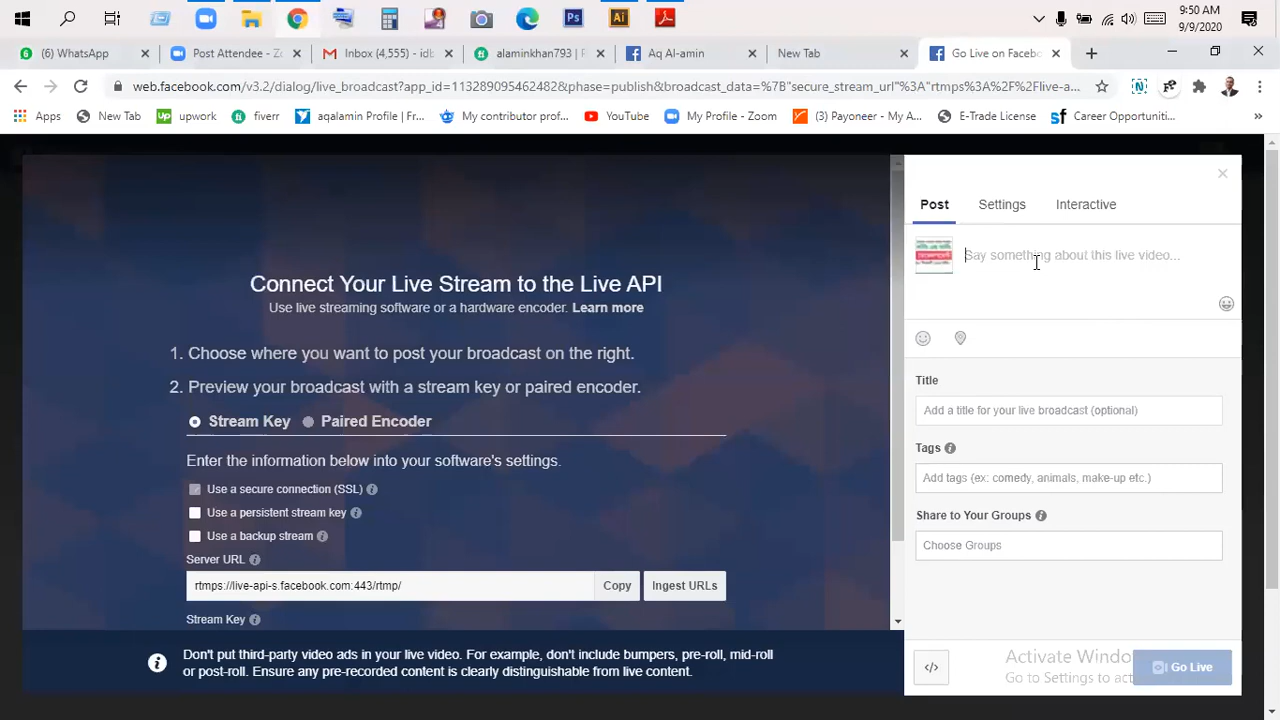 9:50 AM
9/9/2020
6
(6) WhatsApp
Post Attendee - Zo
Inbox (4,555) - idb
alaminkhan793 | F
Aq Al-amin
New Tab
Go Live on Facebo
web.facebook.com/v3.2/dialog/live_broadcast?app_id=113289095462482&phase=publish&broadcast_data=%7B"secure_stream_url"%3A"rtmps%3A%2F%2Flive-a...
Apps
New Tab
upwork
fiverr
aqalamin Profile | F...
My contributor prof...
YouTube
My Profile - Zoom
(3) Payoneer - My A...
E-Trade License
Career Opportuniti...
Connect Your Live Stream to the Live API
Use live streaming software or a hardware encoder. Learn more
1. Choose where you want to post your broadcast on the right.
2. Preview your broadcast with a stream key or paired encoder.
Stream Key Paired Encoder
Enter the information below into your software's settings.
Use a secure connection (SSL)
Use a persistent stream key
Use a backup stream
Server URL
rtmps://live-api-s.facebook.com:443/rtmp/ Copy Ingest URLs
Stream Key
Don't put third-party video ads in your live video. For example, don't include bumpers, pre-roll, mid-roll
or post-roll. Ensure any pre-recorded content is clearly distinguishable from live content.
Post Settings Interactive
Say something about this live video...
Title
Add a title for your live broadcast (optional)
Tags
Add tags (ex: comedy, animals, make-up etc.)
Share to Your Groups
Choose Groups
Activate Windo
Go to Settings to act
</> Go Live